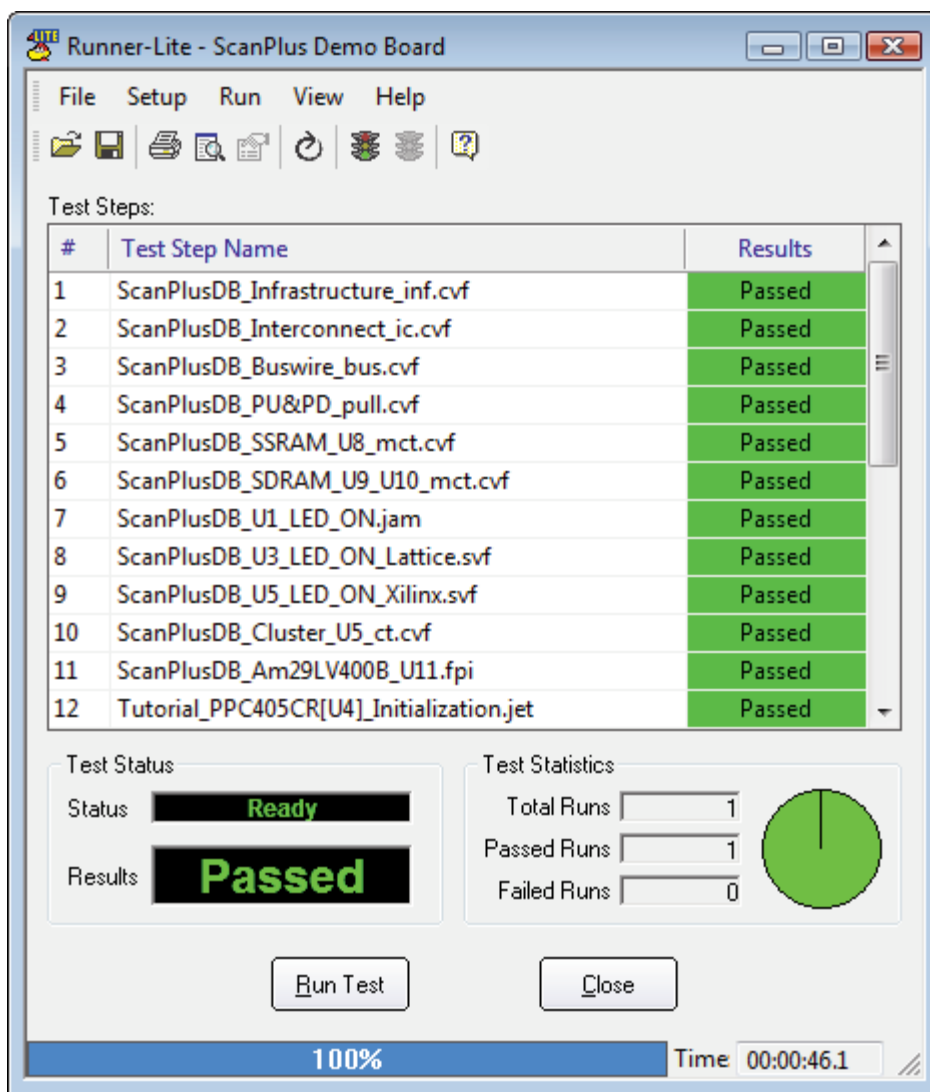 Runner-Lite - ScanPlus Demo Board
File Setup Run View Help
Test Steps:
# Test Step Name Results
1 ScanPlusDB_Infrastructure_inf.cvf Passed
2 ScanPlusDB_Interconnect_ic.cvf Passed
3 ScanPlusDB_Buswire_bus.cvf Passed
4 ScanPlusDB_PU&PD_pull.cvf Passed
5 ScanPlusDB_SSRAM_U8_mct.cvf Passed
6 ScanPlusDB_SDRAM_U9_U10_mct.cvf Passed
7 ScanPlusDB_U1_LED_ON.jam Passed
8 ScanPlusDB_U3_LED_ON_Lattice.svf Passed
9 ScanPlusDB_U5_LED_ON_Xilinx.svf Passed
10 ScanPlusDB_Cluster_U5_ct.cvf Passed
11 ScanPlusDB_Am29LV400B_U11.fpi Passed
12 Tutorial_PPC405CR[U4]_Initialization.jet Passed
Test Status
Status Ready
Results Passed
Test Statistics
Total Runs 1
Passed Runs 1
Failed Runs 0
Run Test Close
100% Time 00:00:46.1